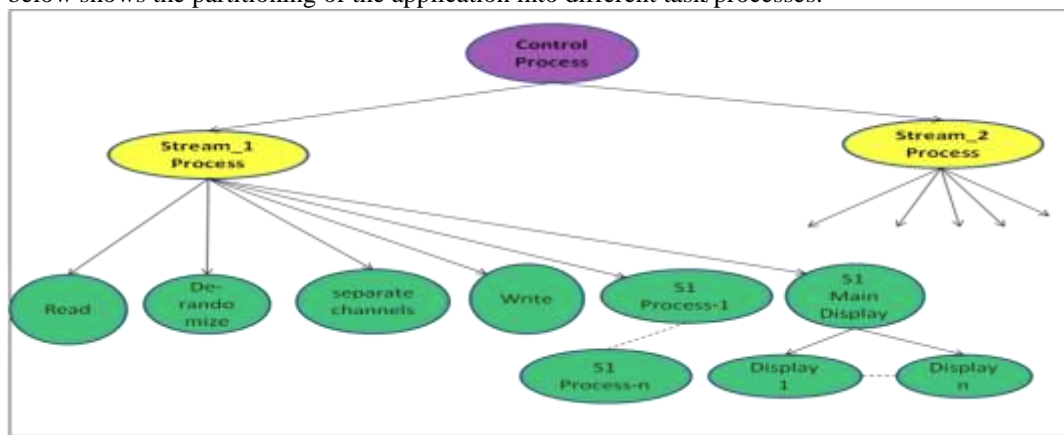 below shows the partitioning of the application into different task/processes.
Control
Process
Stream_1
Process
Stream_2
Process
Read
De-
rando
mize
separate
channels
Write
S1
Process-1
S1
Main
Display
S1
Process-n
Display
1
Display
n